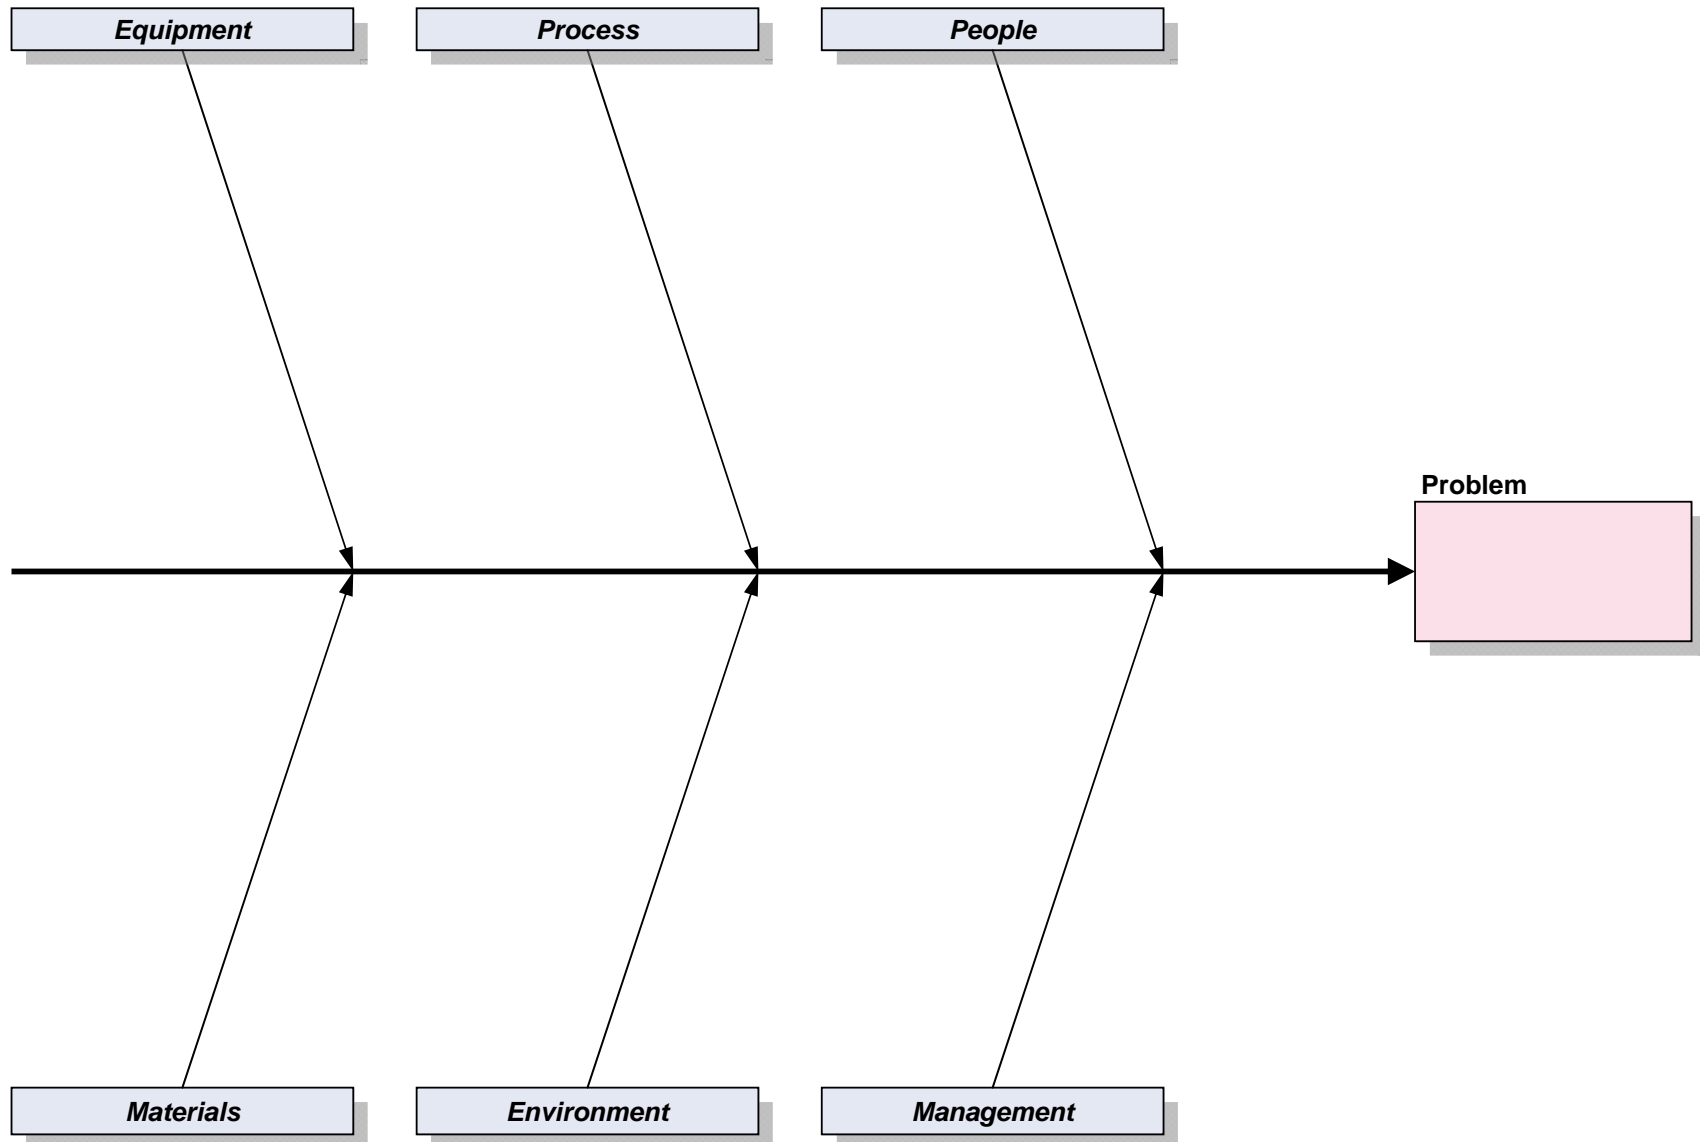 Equipment
Process
People
Problem
Materials
Environment
Management